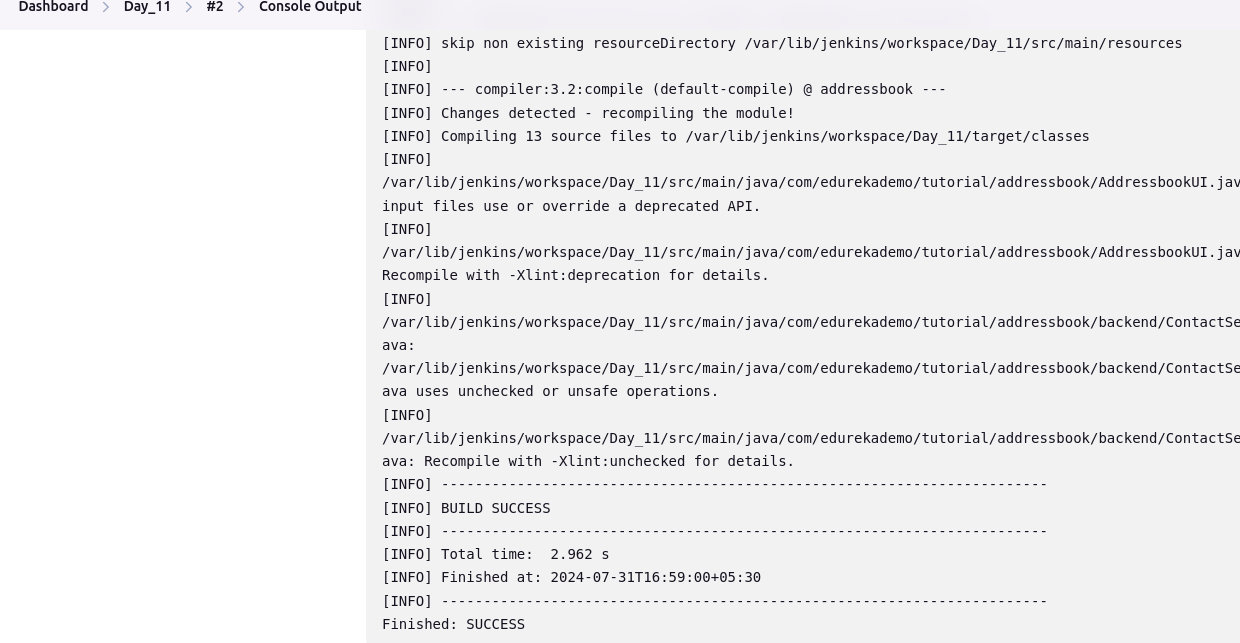 Dashboard > Day_11 > #2 > Console Output
[INFO] skip non existing resourceDirectory /var/lib/jenkins/workspace/Day_11/src/main/resources
[INFO]
[INFO] --- compiler:3.2:compile (default-compile) @ addressbook ---
[INFO] Changes detected - recompiling the module!
[INFO] Compiling 13 source files to /var/lib/jenkins/workspace/Day_11/target/classes
[INFO]
/var/lib/jenkins/workspace/Day_11/src/main/java/com/edurekademo/tutorial/addressbook/AddressbookUI.jav
input files use or override a deprecated API.
[INFO]
/var/lib/jenkins/workspace/Day_11/src/main/java/com/edurekademo/tutorial/addressbook/AddressbookUI.jav
Recompile with -Xlint:deprecation for details.
[INFO]
/var/lib/jenkins/workspace/Day_11/src/main/java/com/edurekademo/tutorial/addressbook/backend/ContactSe
ava:
/var/lib/jenkins/workspace/Day_11/src/main/java/com/edurekademo/tutorial/addressbook/backend/ContactSe
ava uses unchecked or unsafe operations.
[INFO]
/var/lib/jenkins/workspace/Day_11/src/main/java/com/edurekademo/tutorial/addressbook/backend/ContactSe
ava: Recompile with -Xlint:unchecked for details.
[INFO] ------------------------------------------------------------------------
[INFO] BUILD SUCCESS
[INFO] ------------------------------------------------------------------------
[INFO] Total time:  2.962 s
[INFO] Finished at: 2024-07-31T16:59:00+05:30
[INFO] ------------------------------------------------------------------------
Finished: SUCCESS